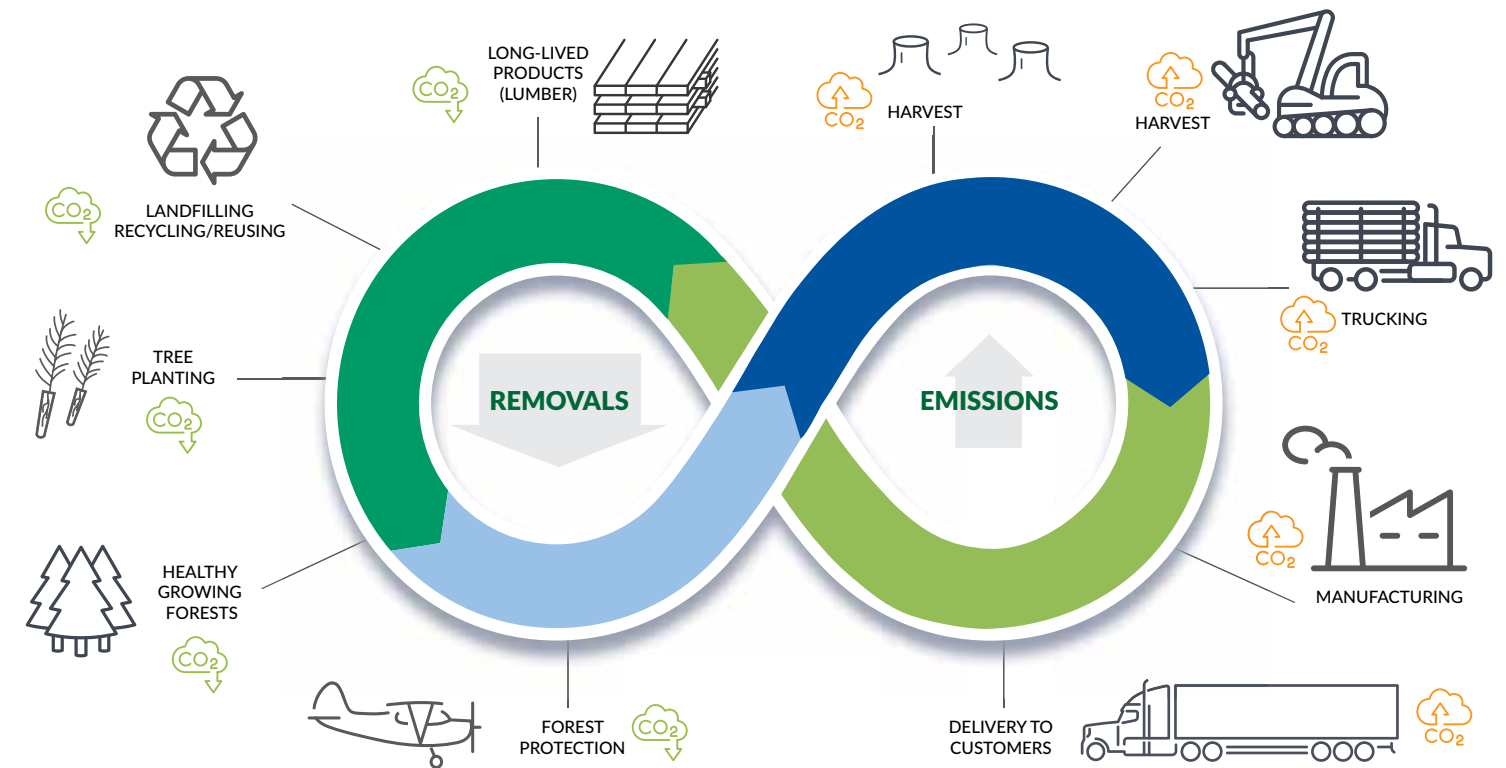 CO2
LONG-LIVED
PRODUCTS
(LUMBER)
CO2
HARVEST
CO2
HARVEST
CO2
LANDFILLING
RECYCLING/REUSING
CO2
TRUCKING
TREE
PLANTING
CO2
REMOVALS
EMISSIONS
HEALTHY
GROWING
FORESTS
CO2
CO2
MANUFACTURING
FOREST
PROTECTION
CO2
DELIVERY TO
CUSTOMERS
CO2